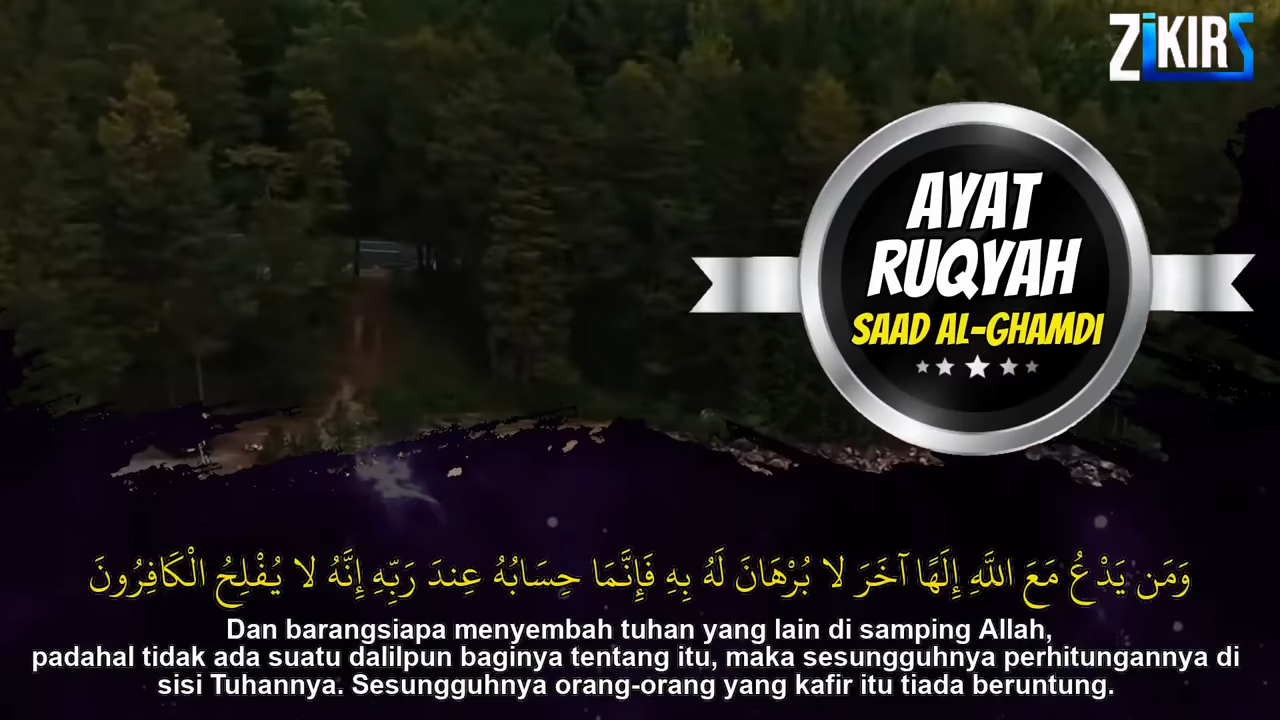 ZiKIRS
AYAT
RUQYAH
SAAD AL-GHAMDI
وَمَن يَدْعُ مَعَ اللَّهِ إِلَهًا آخَرَ لا بُرْهَانَ لَهُ بِهِ فَإِنَّمَا حِسَابُهُ عِندَ رَبِّهِ إِنَّهُ لا يُفْلِحُ الْكَافِرُونَ
Dan barangsiapa menyembah tuhan yang lain di samping Allah,
padahal tidak ada suatu dalilpun baginya tentang itu, maka sesungguhnya perhitungannya di
sisi Tuhannya. Sesungguhnya orang-orang yang kafir itu tiada beruntung.